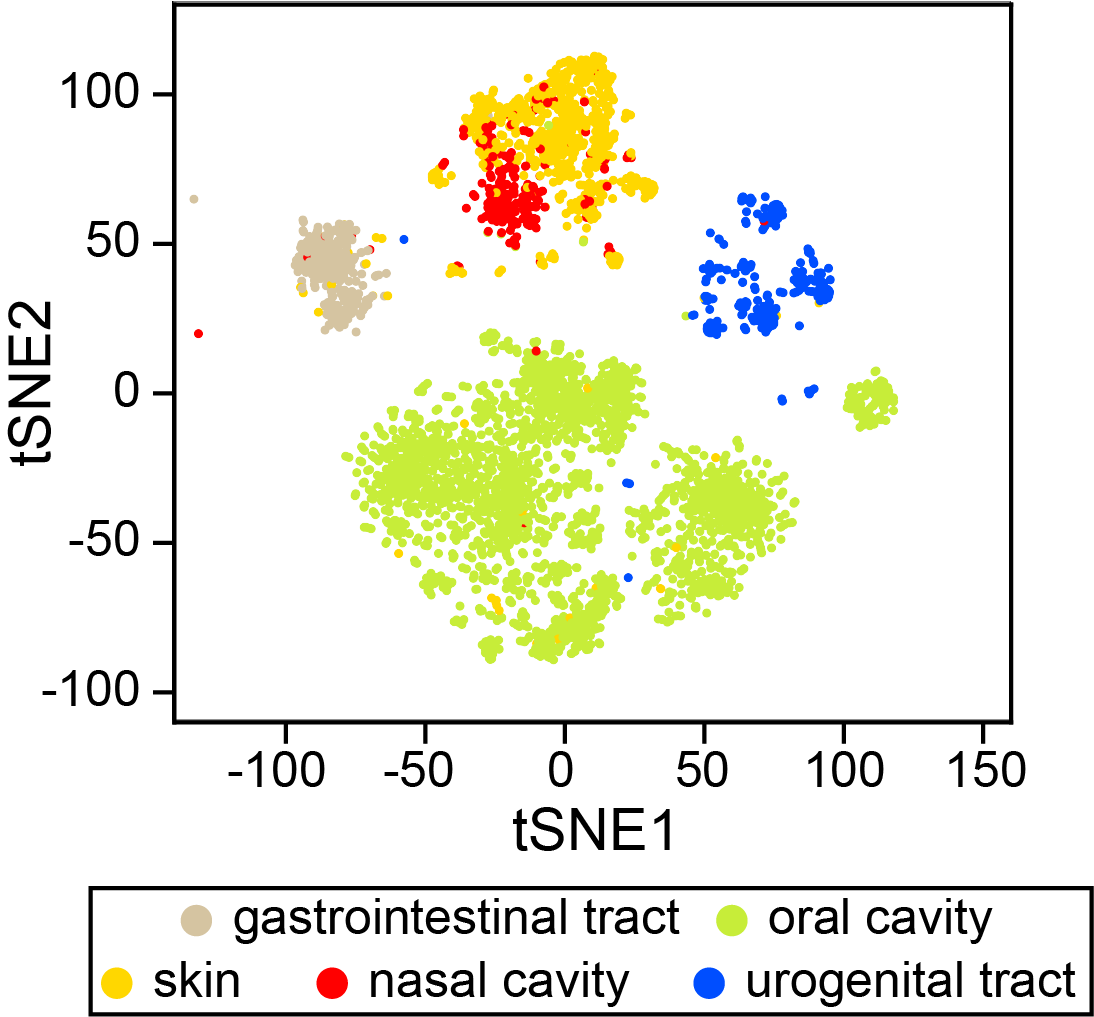 100
50
0
-50
-100
tSNE2
-100 -50 0 50 100 150
tSNE1
gastrointestinal tract oral cavity
skin nasal cavity urogenital tract